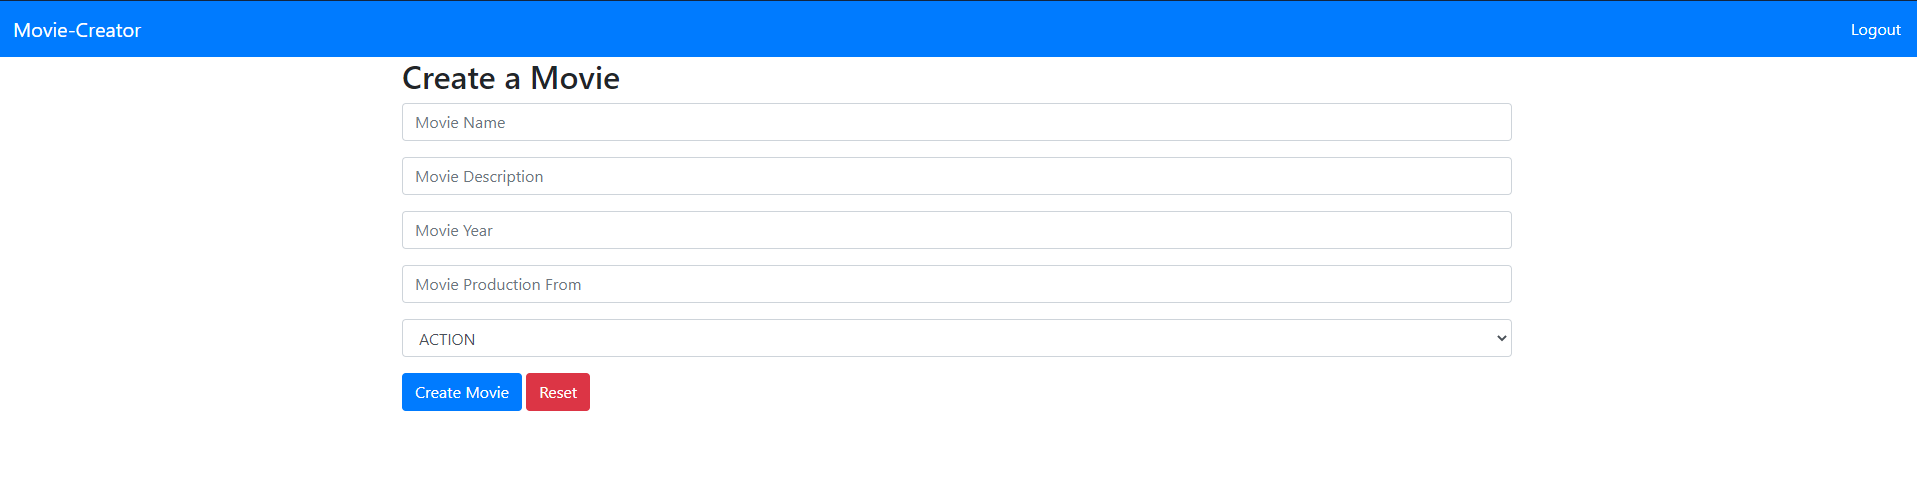 Movie-Creator
Logout
Create a Movie
Movie Name
Movie Description
Movie Year
Movie Production From
ACTION
Create Movie Reset